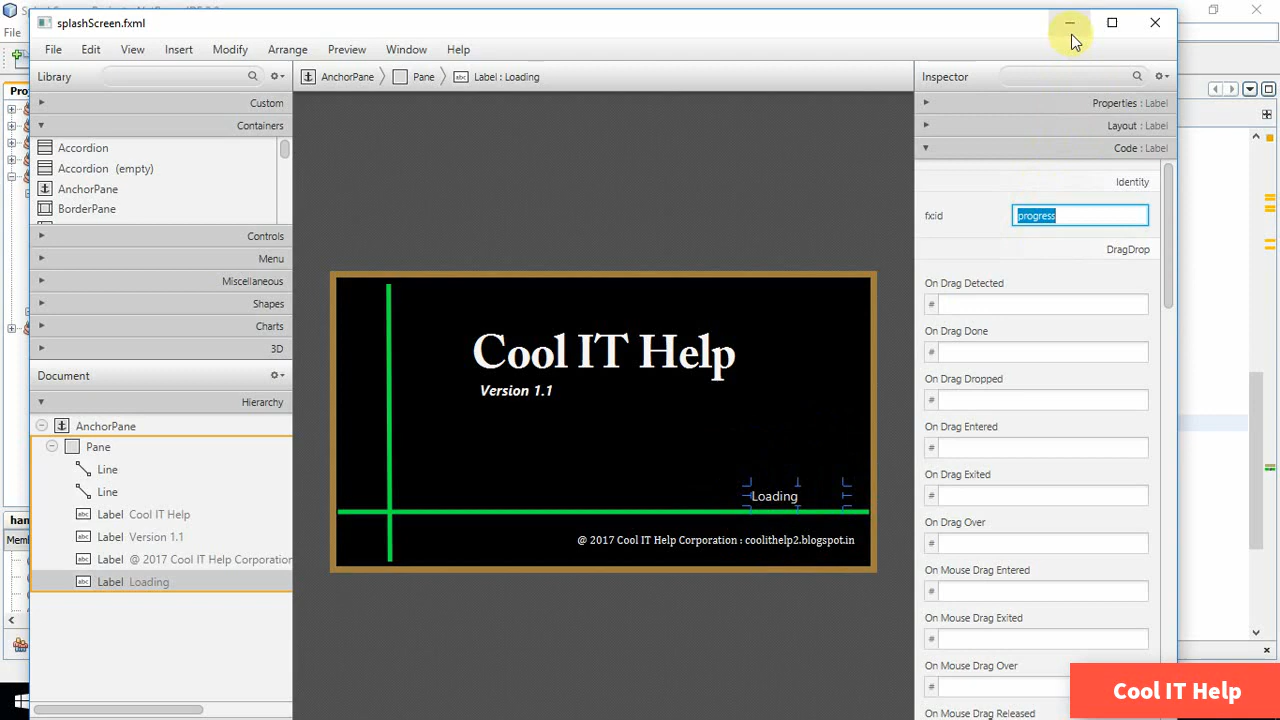 splashScreen.fxml
File
File Edit View Insert Modify Arrange Preview Window Help
Library
AnchorPane Pane Label : Loading
Inspector
Custom
Containers
Accordion
Accordion (empty)
AnchorPane
BorderPane
Controls
Menu
Miscellaneous
Shapes
Charts
3D
Document
Hierarchy
AnchorPane
Pane
Line
Line
Label Cool IT Help
Label Version 1.1
Label @ 2017 Cool IT Help Corporation
Label Loading
Cool IT Help
Version 1.1
Loading
@ 2017 Cool IT Help Corporation : coolithelp2.blogspot.in
Properties : Label
Layout : Label
Code : Label
Identity
fx:id
progress
DragDrop
On Drag Detected
#
On Drag Done
#
On Drag Dropped
#
On Drag Entered
#
On Drag Exited
#
On Drag Over
#
On Mouse Drag Entered
#
On Mouse Drag Exited
#
On Mouse Drag Over
#
On Mouse Drag Released
Cool IT Help